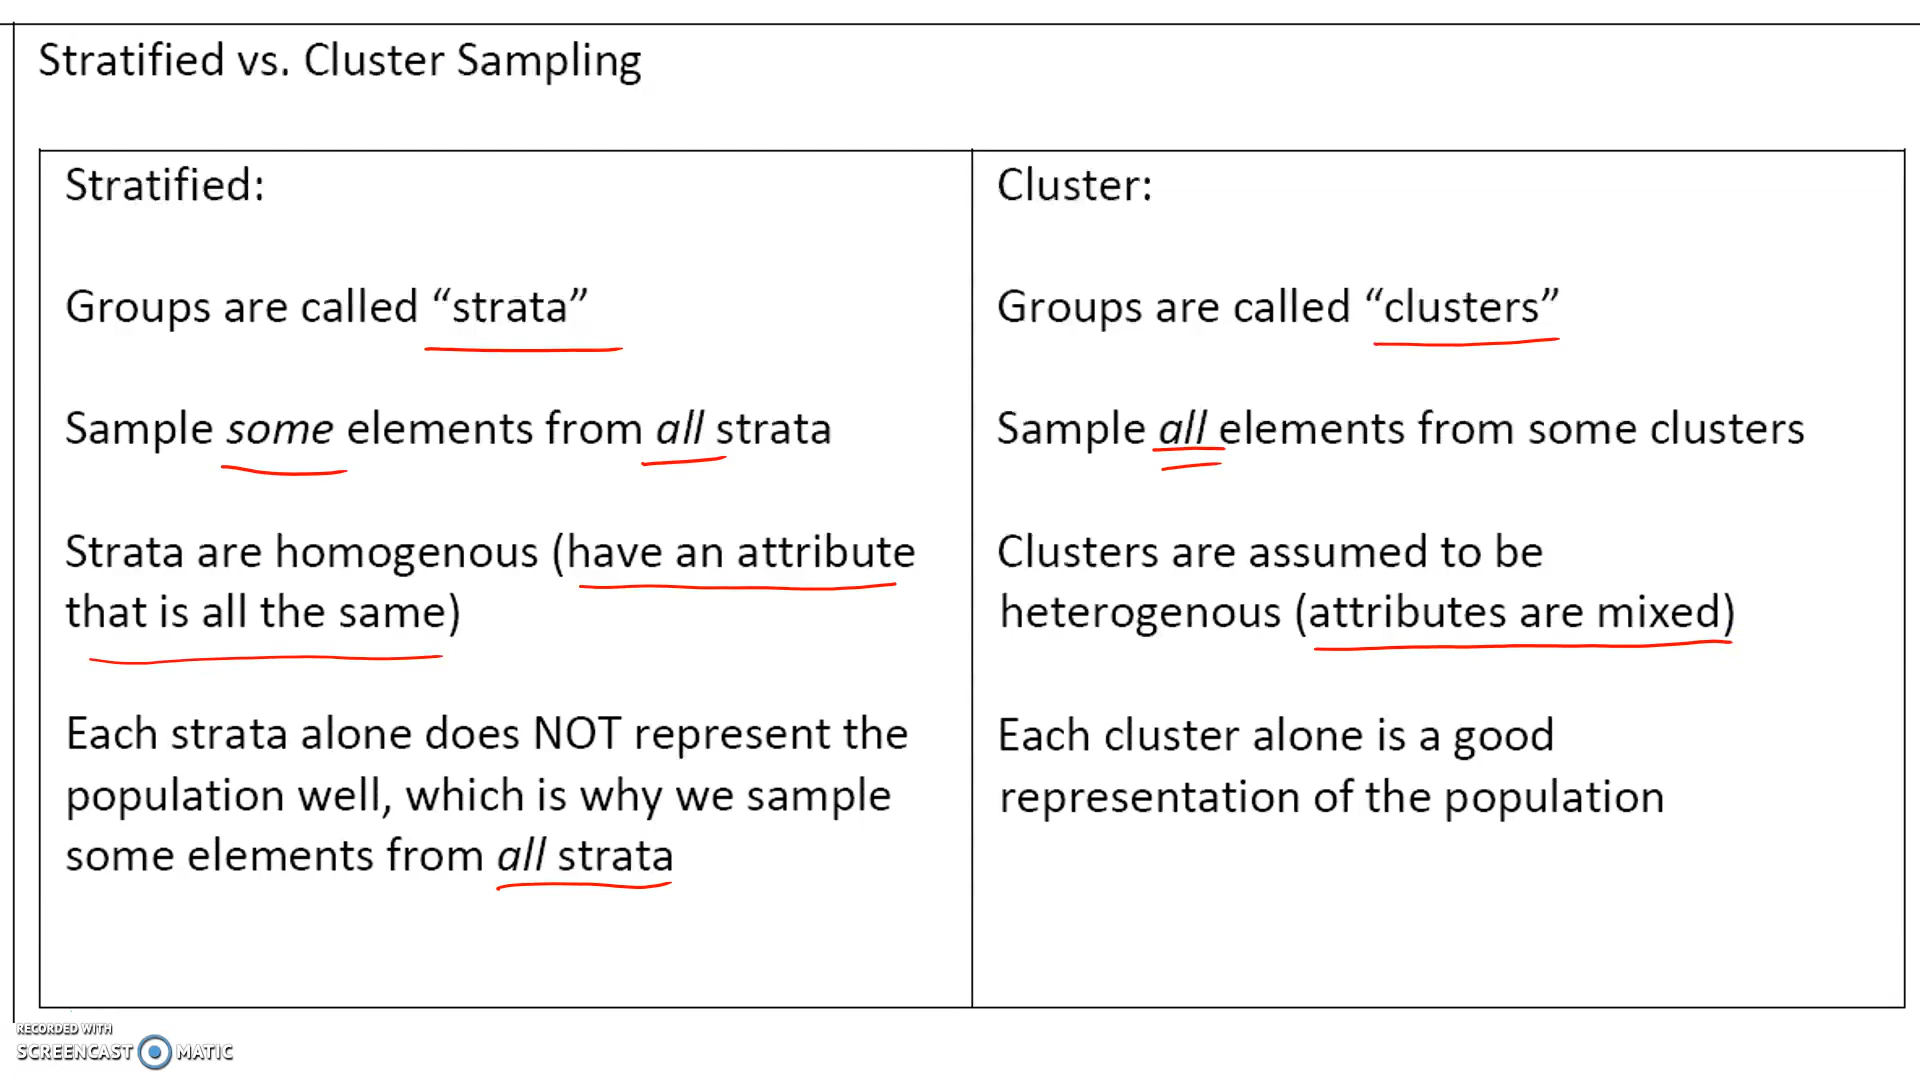 Stratified vs. Cluster Sampling
Stratified:
Groups are called “strata”
Sample some elements from all strata
Strata are homogenous (have an attribute
that is all the same)
Each strata alone does NOT represent the
population well, which is why we sample
some elements from all strata
Cluster:
Groups are called “clusters”
Sample all elements from some clusters
Clusters are assumed to be
heterogenous (attributes are mixed)
Each cluster alone is a good
representation of the population
RECORDED WITH
SCREENCAST MATIC